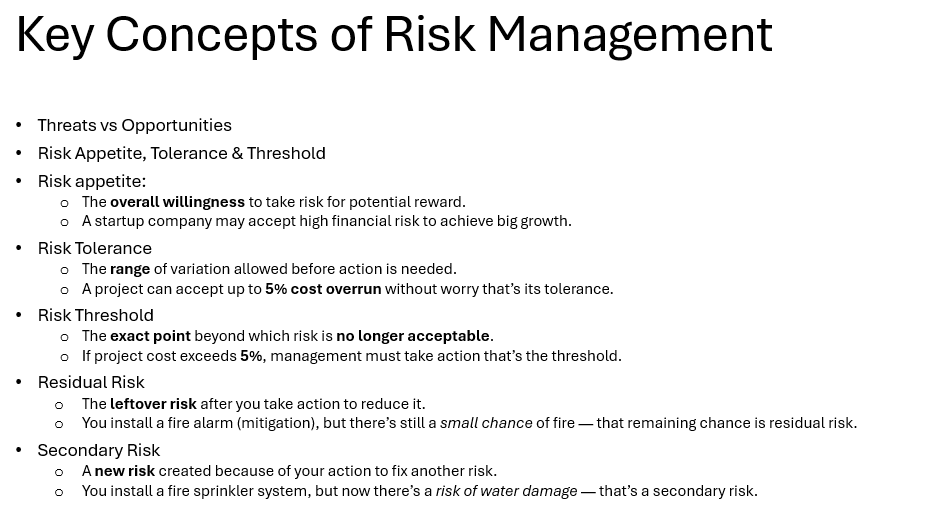 Key Concepts of Risk Management
• Threats vs Opportunities
• Risk Appetite, Tolerance & Threshold
• Risk appetite:
o The overall willingness to take risk for potential reward.
o A startup company may accept high financial risk to achieve big growth.
• Risk Tolerance
o The range of variation allowed before action is needed.
o A project can accept up to 5% cost overrun without worry that’s its tolerance.
• Risk Threshold
o The exact point beyond which risk is no longer acceptable.
o If project cost exceeds 5%, management must take action that’s the threshold.
• Residual Risk
o The leftover risk after you take action to reduce it.
o You install a fire alarm (mitigation), but there’s still a small chance of fire — that remaining chance is residual risk.
• Secondary Risk
o A new risk created because of your action to fix another risk.
o You install a fire sprinkler system, but now there’s a risk of water damage — that’s a secondary risk.